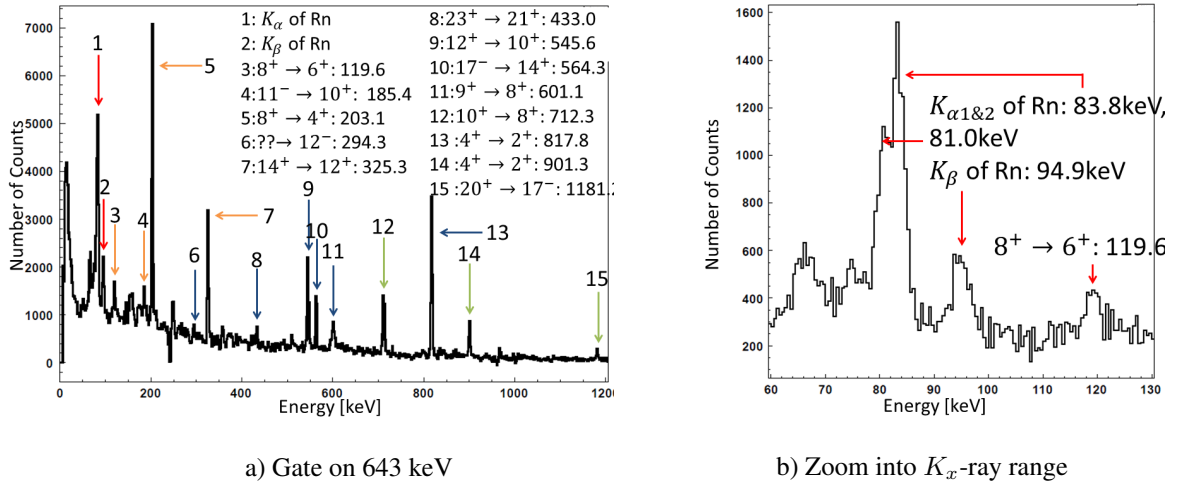 1: Kα of Rn
2: Kβ of Rn
3:8⁺ → 6⁺: 119.6
4:11⁻ → 10⁺: 185.4
5:8⁺ → 4⁺: 203.1
6:??→ 12⁻: 294.3
7:14⁺ → 12⁺: 325.3
8:23⁺ → 21⁺: 433.0
9:12⁺ → 10⁺: 545.6
10:17⁻ → 14⁺: 564.3
11:9⁺ → 8⁺: 601.1
12:10⁺ → 8⁺: 712.3
13 :4⁺ → 2⁺: 817.8
14 :4⁺ → 2⁺: 901.3
15 :20⁺ → 17⁻: 1181.2
1
2
3
4
5
6
7
8
9
10
11
12
13
14
15
Number of Counts
7000
6000
5000
4000
3000
2000
1000
0
0 200 400 600 800 1000 1200
Energy [keV]
a) Gate on 643 keV
Number of Counts
1600
1400
1200
1000
800
600
400
200
Kα1&2 of Rn: 83.8keV,
81.0keV
Kβ of Rn: 94.9keV
8⁺ → 6⁺: 119.6
60 70 80 90 100 110 120 130
Energy [keV]
b) Zoom into Kx-ray range